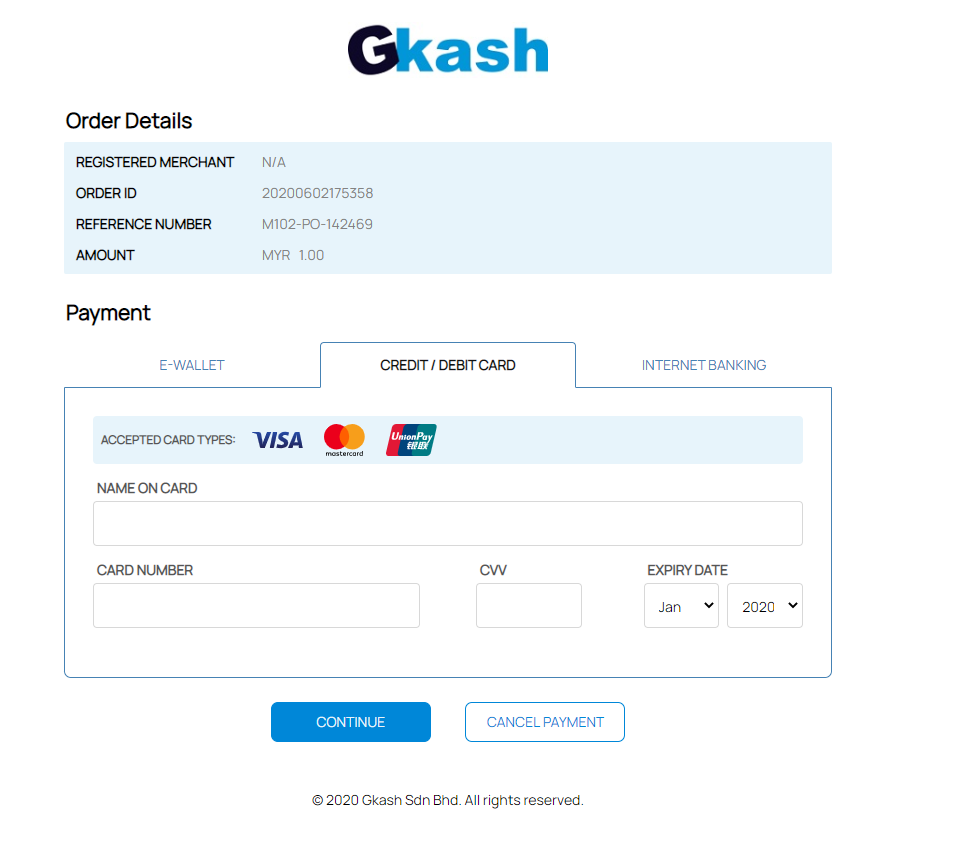 Gkash
Order Details
REGISTERED MERCHANT N/A
ORDER ID 20200602175358
REFERENCE NUMBER M102-PO-142469
AMOUNT MYR 1.00
Payment
E-WALLET CREDIT / DEBIT CARD INTERNET BANKING
ACCEPTED CARD TYPES: VISA mastercard UnionPay 银联
NAME ON CARD
CARD NUMBER CVV EXPIRY DATE
Jan 2020
CONTINUE CANCEL PAYMENT
© 2020 Gkash Sdn Bhd. All rights reserved.